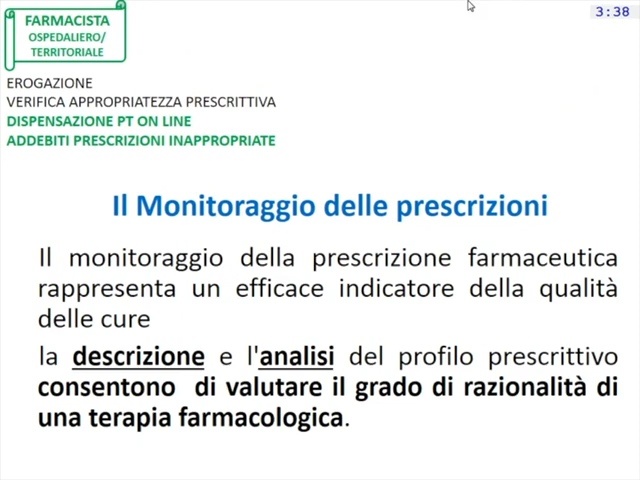 FARMACISTA
OSPEDALIERO/
TERRITORIALE
3:38
EROGAZIONE
VERIFICA APPROPRIATEZZA PRESCRITTIVA
DISPENSAZIONE PT ON LINE
ADDEBITI PRESCRIZIONI INAPPROPRIATE
Il Monitoraggio delle prescrizioni
Il monitoraggio della prescrizione farmaceutica
rappresenta un efficace indicatore della qualità
delle cure
la descrizione e l'analisi del profilo prescrittivo
consentono di valutare il grado di razionalità di
una terapia farmacologica.